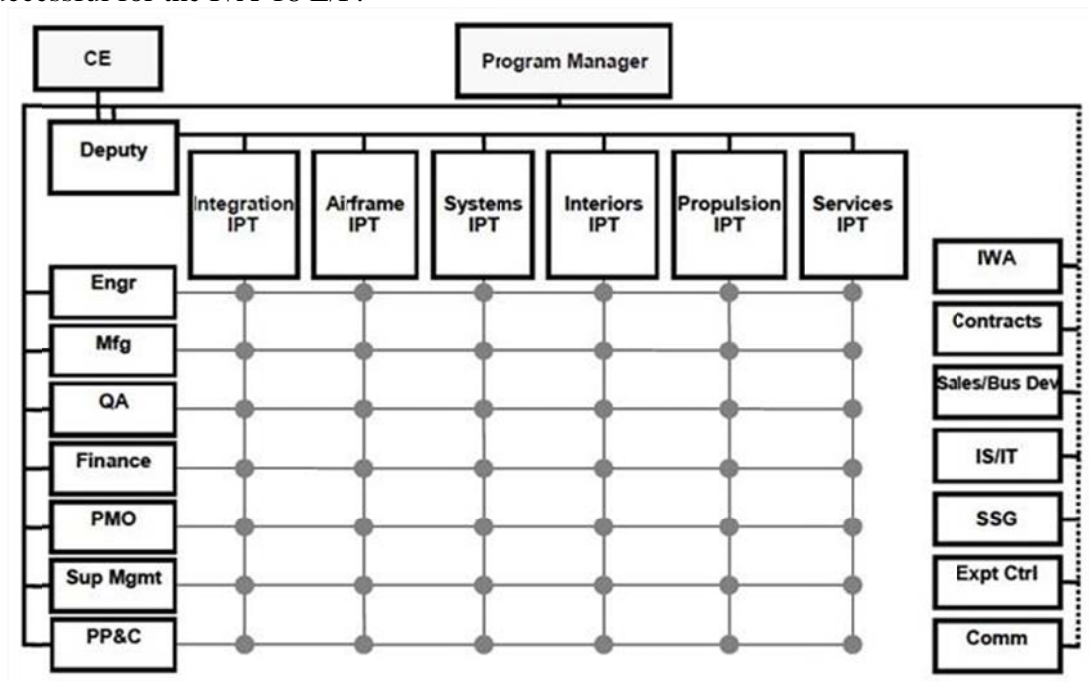 CE
Program Manager
Deputy
Integration
IPT
Airframe
IPT
Systems
IPT
Interiors
IPT
Propulsion
IPT
Services
IPT
Engr
Mfg
QA
Finance
PMO
Sup Mgmt
PP&C
IWA
Contracts
Sales/Bus Dev
IS/IT
SSG
Expt Ctrl
Comm